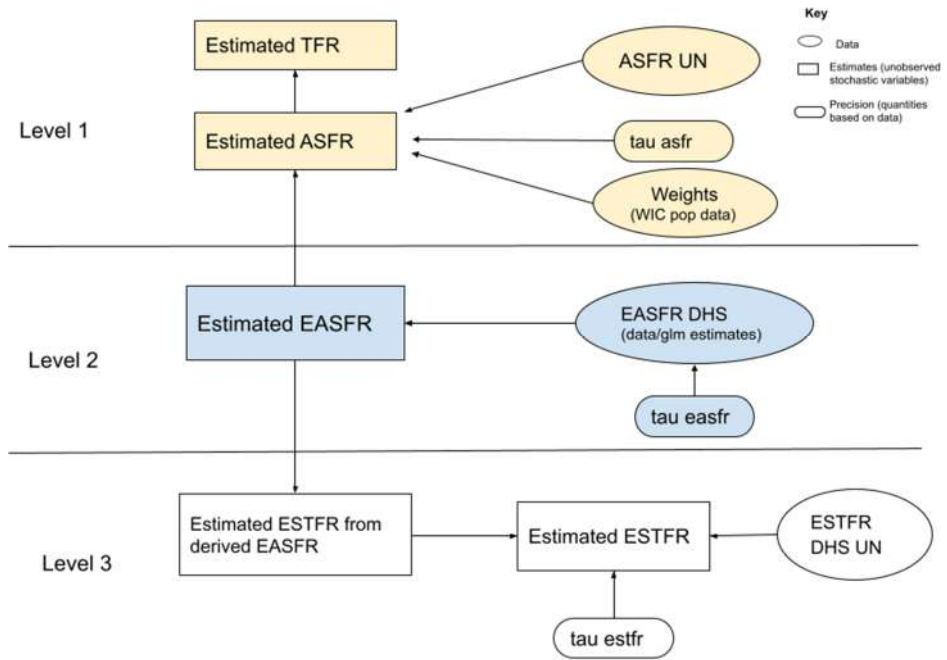 Key
Data
Estimates (unobserved
stochastic variables)
Precision (quantities
based on data)
Level 1
Estimated TFR
ASFR UN
Estimated ASFR
tau asfr
Weights
(WIC pop data)
Level 2
Estimated EASFR
EASFR DHS
(data/glm estimates)
tau easfr
Level 3
Estimated ESTFR from
derived EASFR
Estimated ESTFR
ESTFR
DHS UN
tau estfr